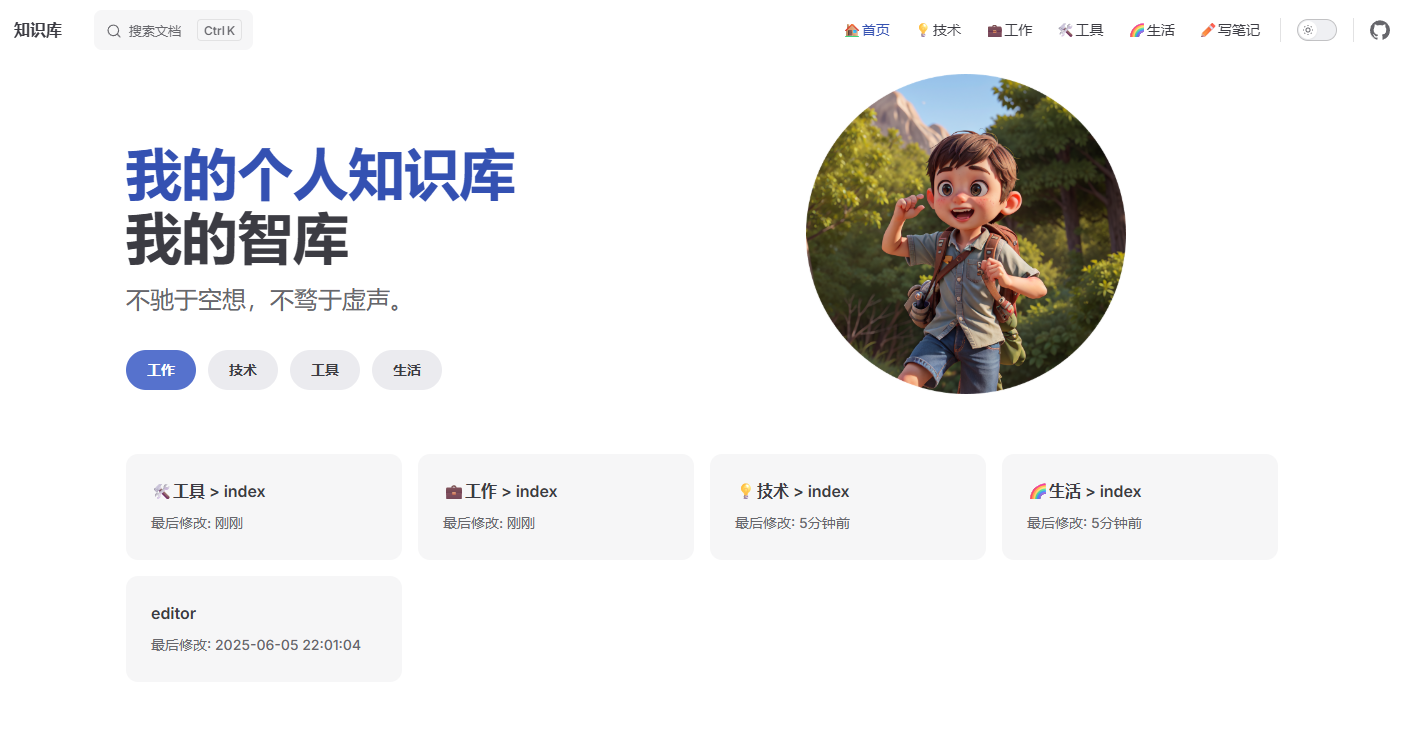 知识库
搜索文档 Ctrl K
🏠首页 💡技术 💼工作 🛠️工具 🌈生活 ✏️写笔记
我的个人知识库
我的智库
不驰于空想，不骛于虚声。
工作 技术 工具 生活
🛠️工具 > index
最后修改: 刚刚
💼工作 > index
最后修改: 刚刚
💡技术 > index
最后修改: 5分钟前
🌈生活 > index
最后修改: 5分钟前
editor
最后修改: 2025-06-05 22:01:04